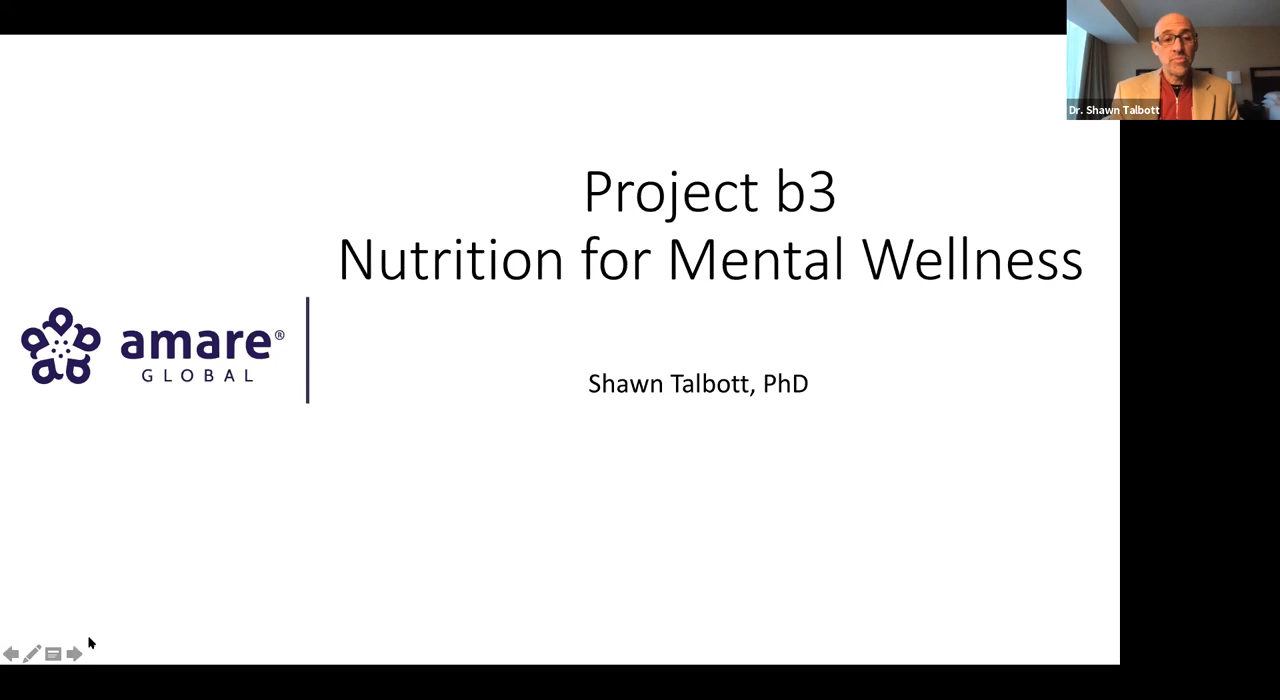 Dr. Shawn Talbott
Project b3
Nutrition for Mental Wellness
amare®
GLOBAL
Shawn Talbott, PhD